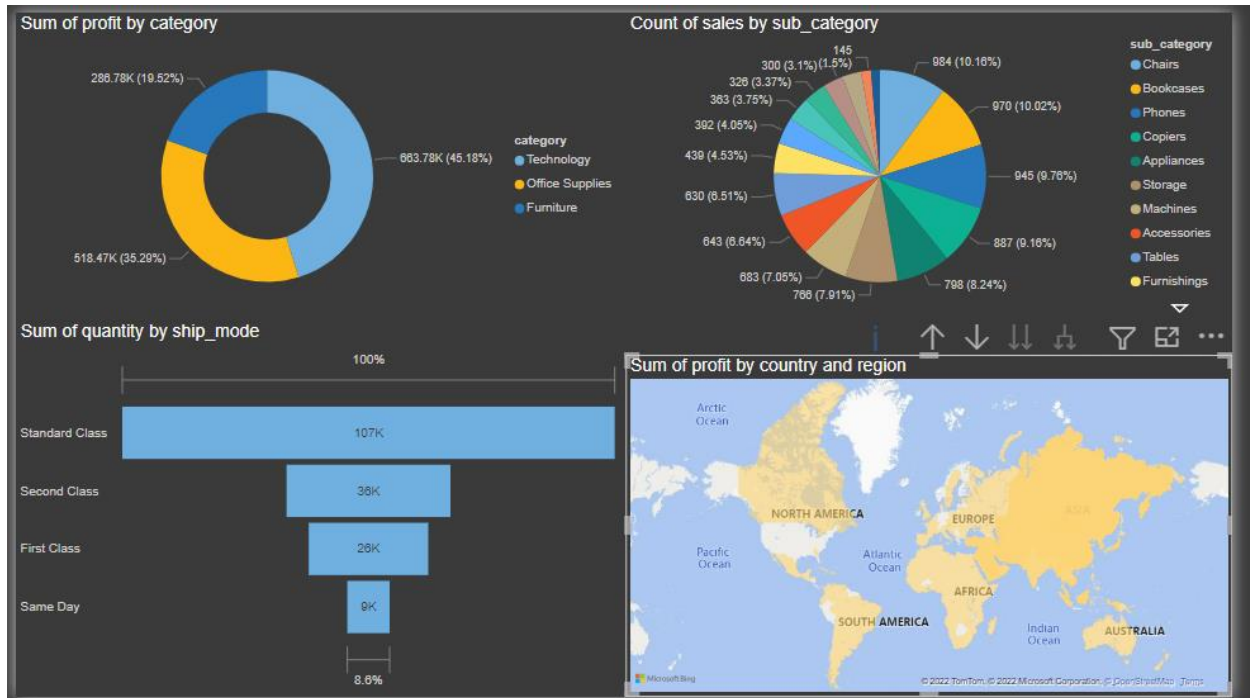 Sum of profit by category
286.78K (19.52%)
663.78K (45.18%)
518.47K (35.29%)
category
Technology
Office Supplies
Furniture
Count of sales by sub_category
145
(1.5%)
300 (3.1%)
326 (3.37%)
363 (3.75%)
392 (4.05%)
439 (4.53%)
630 (6.51%)
643 (6.64%)
683 (7.05%)
766 (7.91%)
984 (10.16%)
970 (10.02%)
945 (9.76%)
887 (9.16%)
798 (8.24%)
sub_category
Chairs
Bookcases
Phones
Copiers
Appliances
Storage
Machines
Accessories
Tables
Furnishings
Sum of quantity by ship_mode
100%
Standard Class
107K
Second Class
36K
First Class
26K
Same Day
9K
8.6%
Sum of profit by country and region
Arctic
Ocean
NORTH AMERICA
EUROPE
ASIA
Pacific
Ocean
Atlantic
Ocean
AFRICA
SOUTH AMERICA
Indian
Ocean
AUSTRALIA
Microsoft Bing
© 2022 TomTom, © 2022 Microsoft Corporation, © OpenStreetMap Terms